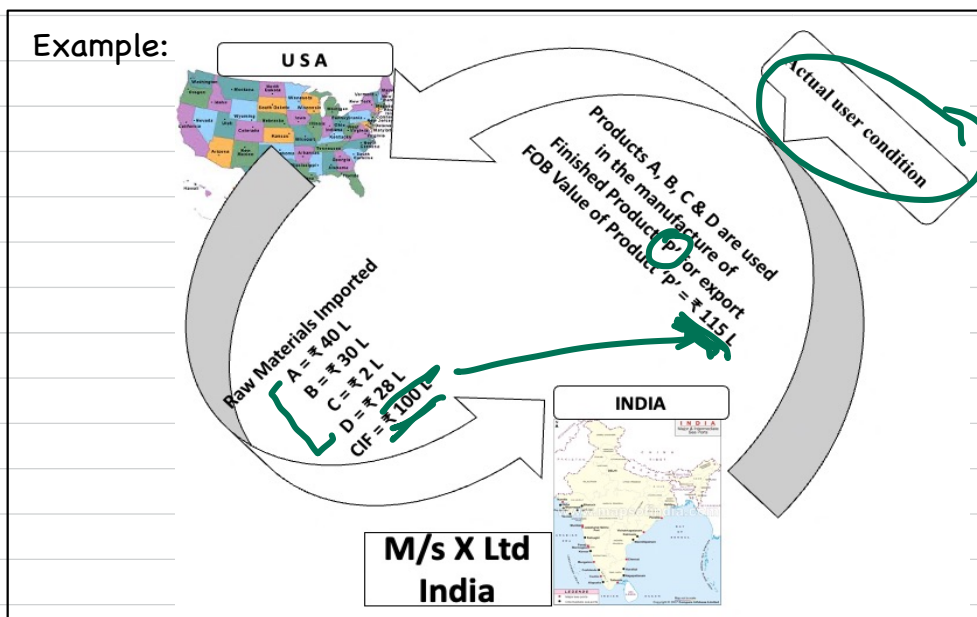 Example:
U S A
Actual user condition
Products A, B, C & D are used
in the manufacture of
Finished Product 'P' for export
FOB Value of Product 'P' = ₹ 115 L
Raw Materials Imported
A = ₹ 40 L
B = ₹ 30 L
C = ₹ 2 L
D = ₹ 28 L
CIF = ₹ 100 L
INDIA
INDIA
M/s X Ltd
India